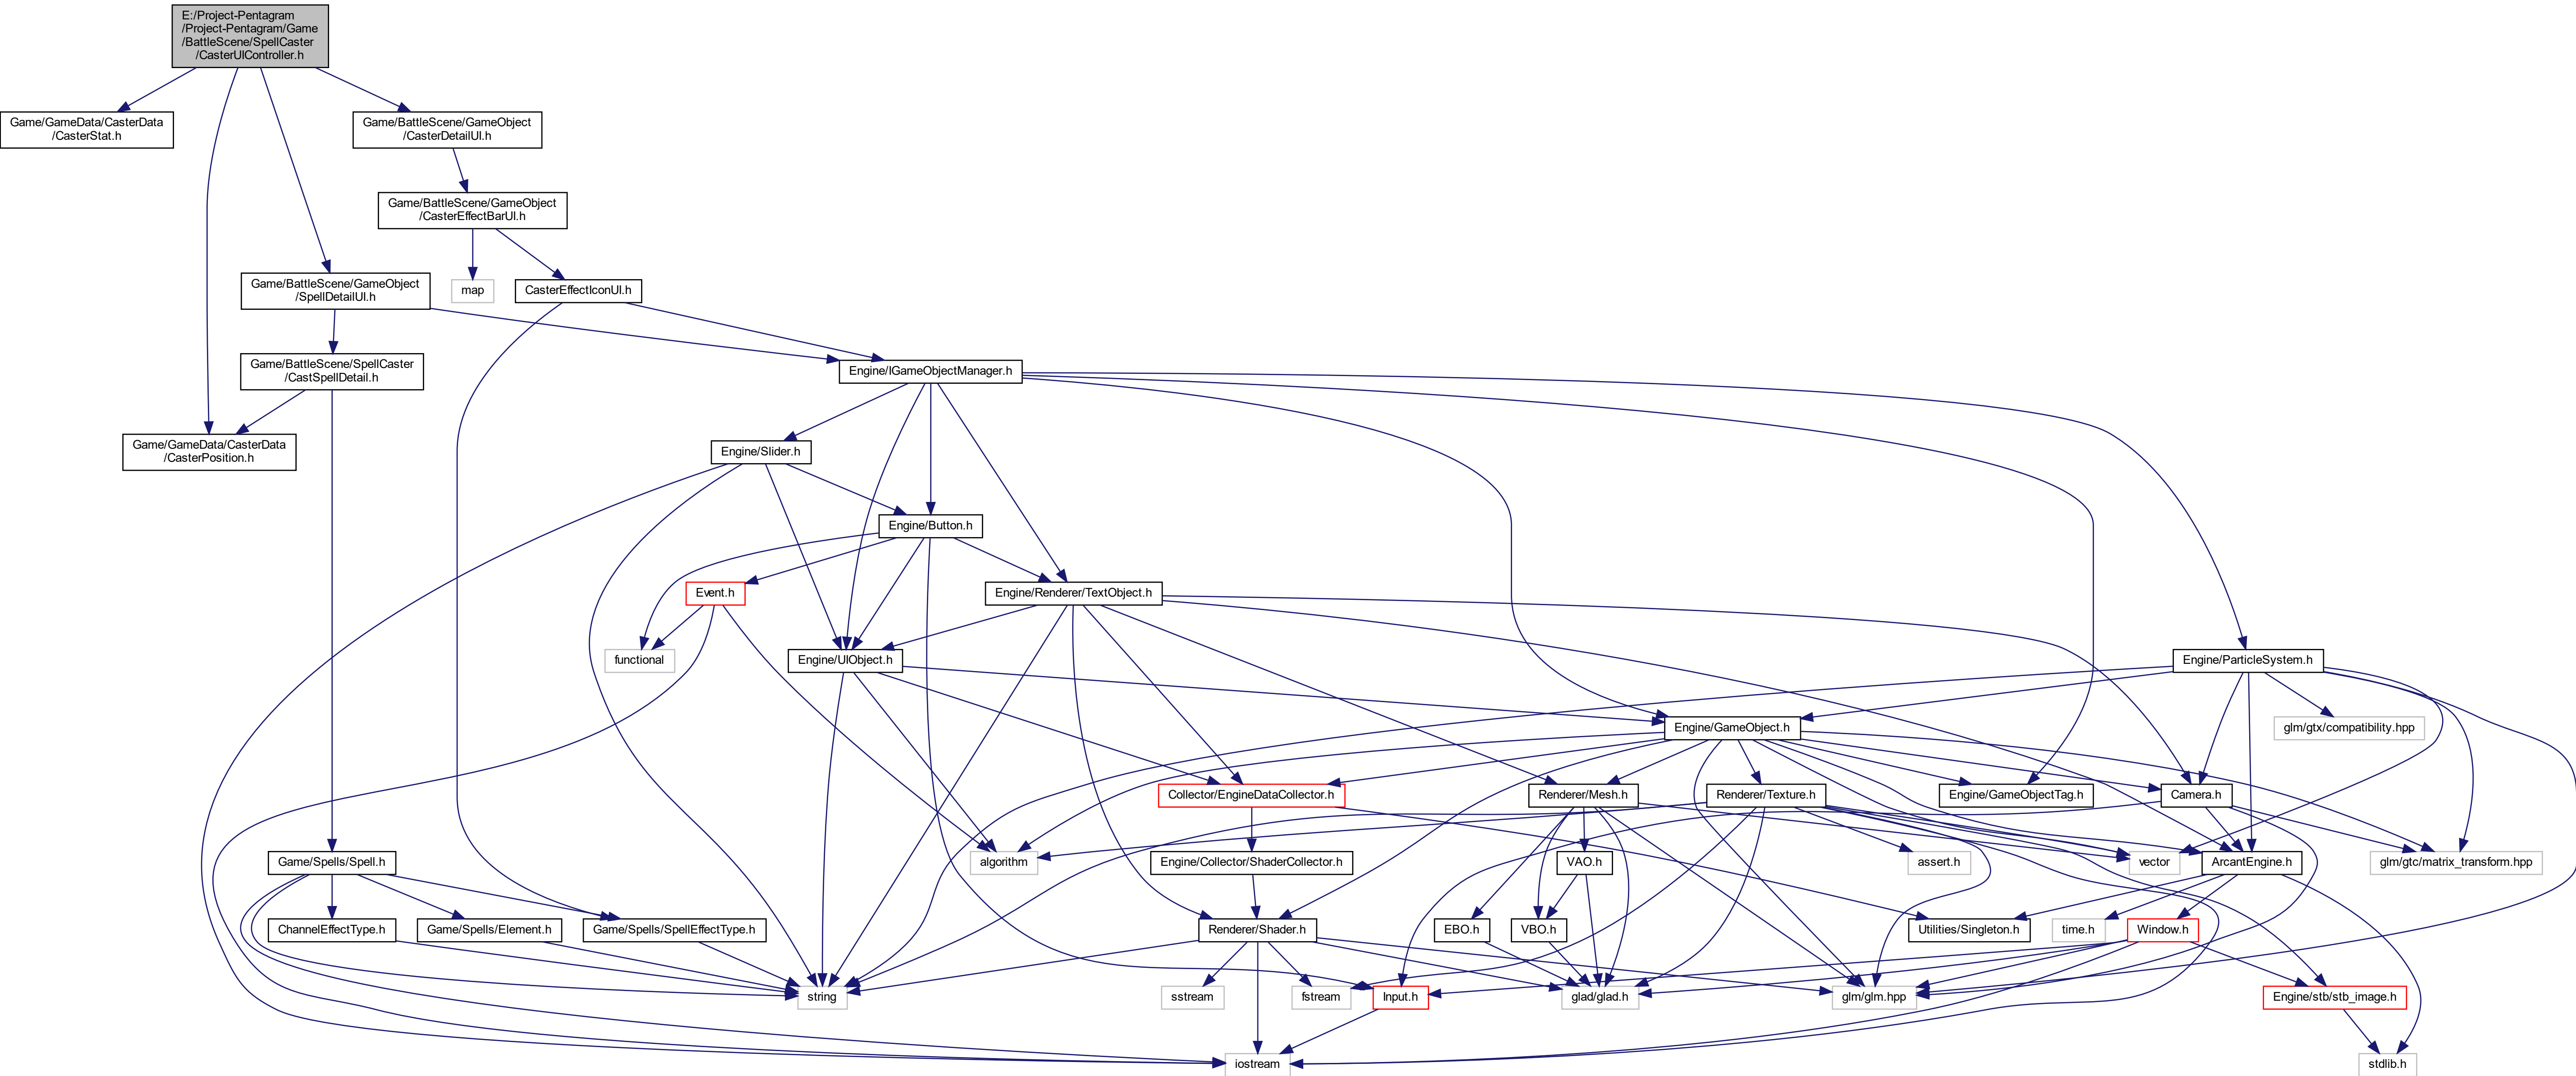 E:/Project-Pentagram
/Project-Pentagram/Game
/BattleScene/SpellCaster
/CasterUIController.h
Game/GameData/CasterData
/CasterStat.h
Game/BattleScene/GameObject
/CasterDetailUI.h
Game/BattleScene/GameObject
/CasterEffectBarUI.h
Game/BattleScene/GameObject
/SpellDetailUI.h
map
CasterEffectIconUI.h
Game/BattleScene/SpellCaster
/CastSpellDetail.h
Engine/IGameObjectManager.h
Game/GameData/CasterData
/CasterPosition.h
Engine/Slider.h
Engine/Button.h
Event.h
Engine/Renderer/TextObject.h
functional
Engine/UIObject.h
Engine/ParticleSystem.h
Engine/GameObject.h
glm/gtx/compatibility.hpp
Collector/EngineDataCollector.h
Renderer/Mesh.h
Renderer/Texture.h
Engine/GameObjectTag.h
Camera.h
Game/Spells/Spell.h
algorithm
Engine/Collector/ShaderCollector.h
VAO.h
assert.h
vector
ArcantEngine.h
glm/gtc/matrix_transform.hpp
ChannelEffectType.h
Game/Spells/Element.h
Game/Spells/SpellEffectType.h
Renderer/Shader.h
EBO.h
VBO.h
Utilities/Singleton.h
time.h
Window.h
string
sstream
fstream
Input.h
glad/glad.h
glm/glm.hpp
Engine/stb/stb_image.h
iostream
stdlib.h